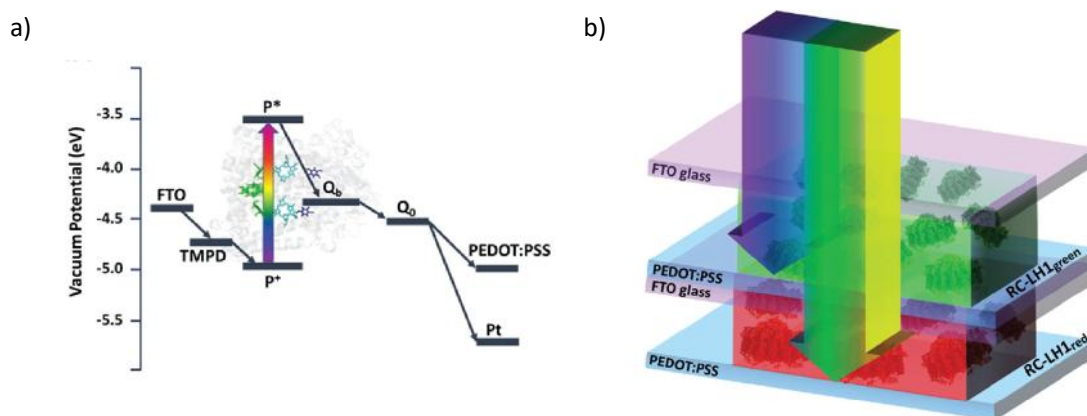 a)
Vacuum Potential (eV)
-3.5
-4.0
-4.5
-5.0
-5.5
P*
FTO
Qb
Q0
TMPD
P+
PEDOT:PSS
Pt
b)
FTO glass
PEDOT:PSS
RC-LH1green
FTO glass
PEDOT:PSS
RC-LH1red